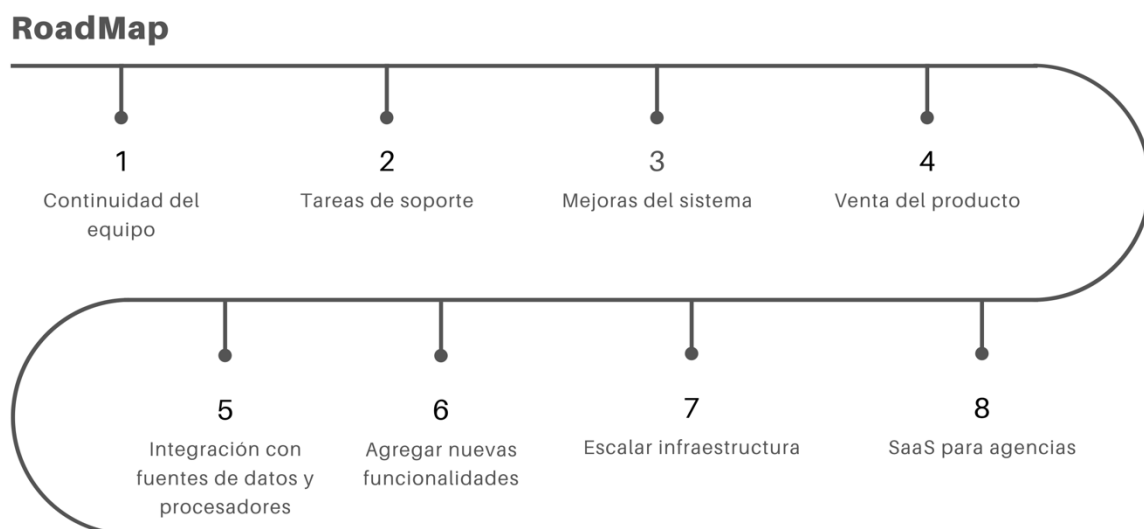 RoadMap
1
Continuidad del
equipo
2
Tareas de soporte
3
Mejoras del sistema
4
Venta del producto
5
Integración con
fuentes de datos y
procesadores
6
Agregar nuevas
funcionalidades
7
Escalar infraestructura
8
SaaS para agencias